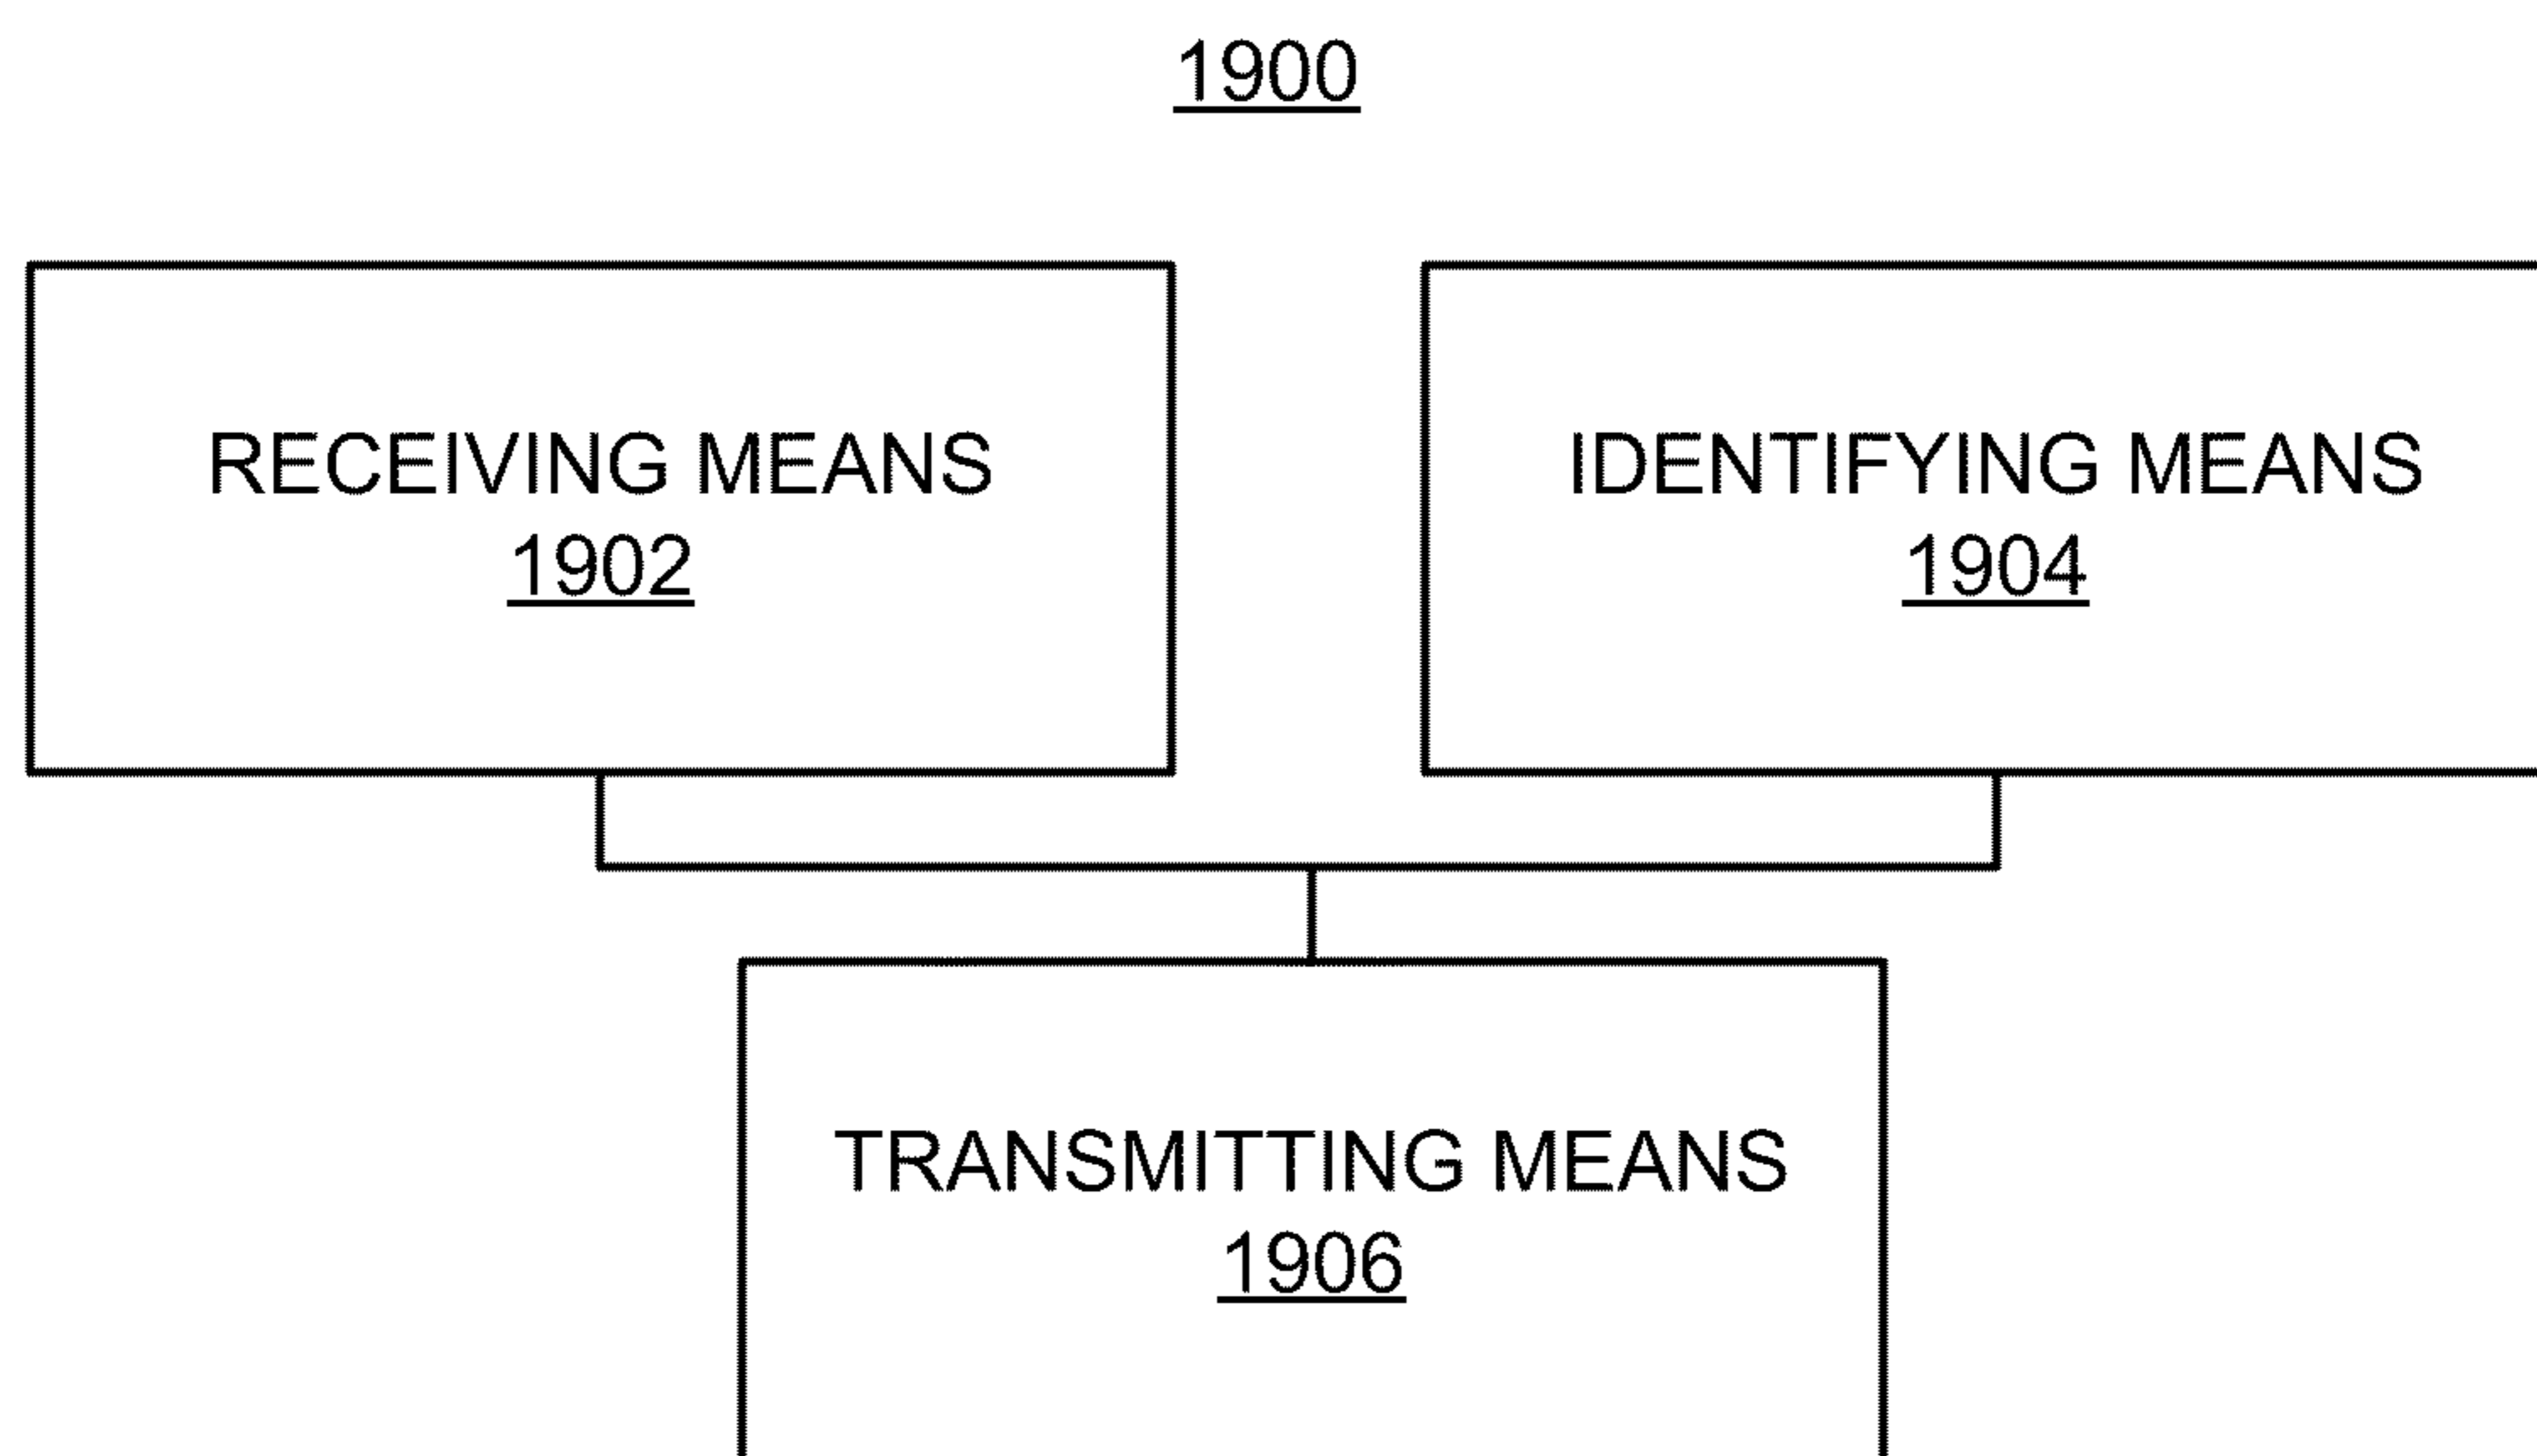 1900
RECEIVING MEANS
1902
IDENTIFYING MEANS
1904
TRANSMITTING MEANS
1906